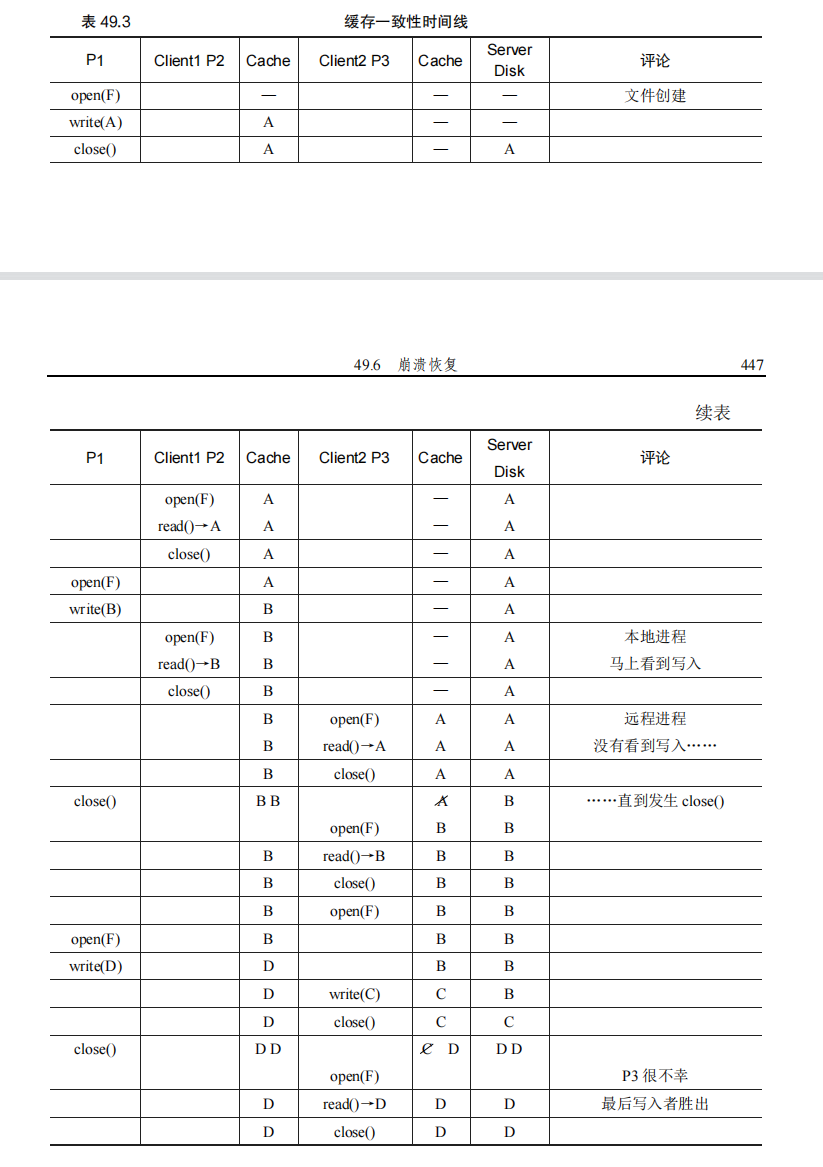 表 49.3 缓存一致性时间线
P1 Client1 P2 Cache Client2 P3 Cache Server Disk 评论
open(F) — — — 文件创建
write(A) A — —
close() A — A
49.6 崩溃恢复 447
续表
P1 Client1 P2 Cache Client2 P3 Cache Server Disk 评论
open(F) A — A
read()→A A — A
close() A — A
open(F) A — A
write(B) B — A
open(F) B — A 本地进程
read()→B B — A 马上看到写入
close() B — A
B open(F) A A 远程进程
B read()→A A A 没有看到写入……
B close() A A
close() B B A B ……直到发生 close()
open(F) B B
B read()→B B B
B close() B B
B open(F) B B
open(F) B B B
write(D) D B B
D write(C) C B
D close() C C
close() D D C D D D
open(F) P3 很不幸
D read()→D D D 最后写入者胜出
D close() D D